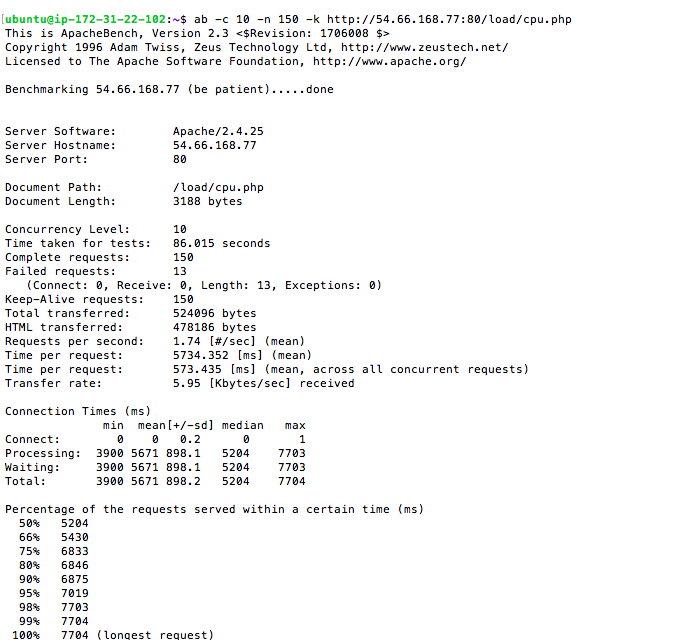 [ubuntu@ip-172-31-22-102:~$ ab -c 10 -n 150 -k http://54.66.168.77:80/load/cpu.php
This is ApacheBench, Version 2.3 <$Revision: 1706008 $>
Copyright 1996 Adam Twiss, Zeus Technology Ltd, http://www.zeustech.net/
Licensed to The Apache Software Foundation, http://www.apache.org/

Benchmarking 54.66.168.77 (be patient).....done


Server Software:        Apache/2.4.25
Server Hostname:        54.66.168.77
Server Port:            80

Document Path:          /load/cpu.php
Document Length:        3188 bytes

Concurrency Level:      10
Time taken for tests:   86.015 seconds
Complete requests:      150
Failed requests:        13
   (Connect: 0, Receive: 0, Length: 13, Exceptions: 0)
Keep-Alive requests:    150
Total transferred:      524096 bytes
HTML transferred:       478186 bytes
Requests per second:    1.74 [#/sec] (mean)
Time per request:       5734.352 [ms] (mean)
Time per request:       573.435 [ms] (mean, across all concurrent requests)
Transfer rate:          5.95 [Kbytes/sec] received

Connection Times (ms)
              min  mean[+/-sd] median   max
Connect:        0    0   0.2      0       1
Processing:  3900 5671 898.1   5204    7703
Waiting:     3900 5671 898.1   5204    7703
Total:       3900 5671 898.2   5204    7704

Percentage of the requests served within a certain time (ms)
  50%   5204
  66%   5430
  75%   6833
  80%   6846
  90%   6875
  95%   7019
  98%   7703
  99%   7704
 100%   7704 (longest request)